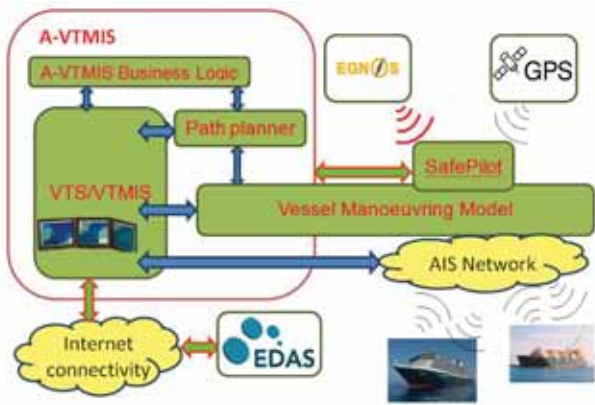 A-VTMIS
A-VTMIS Business Logic
EGNOS
GPS
Path planner
SafePilot
VTS/VTMIS
Vessel Manoeuvring Model
AIS Network
Internet
connectivity
EDAS